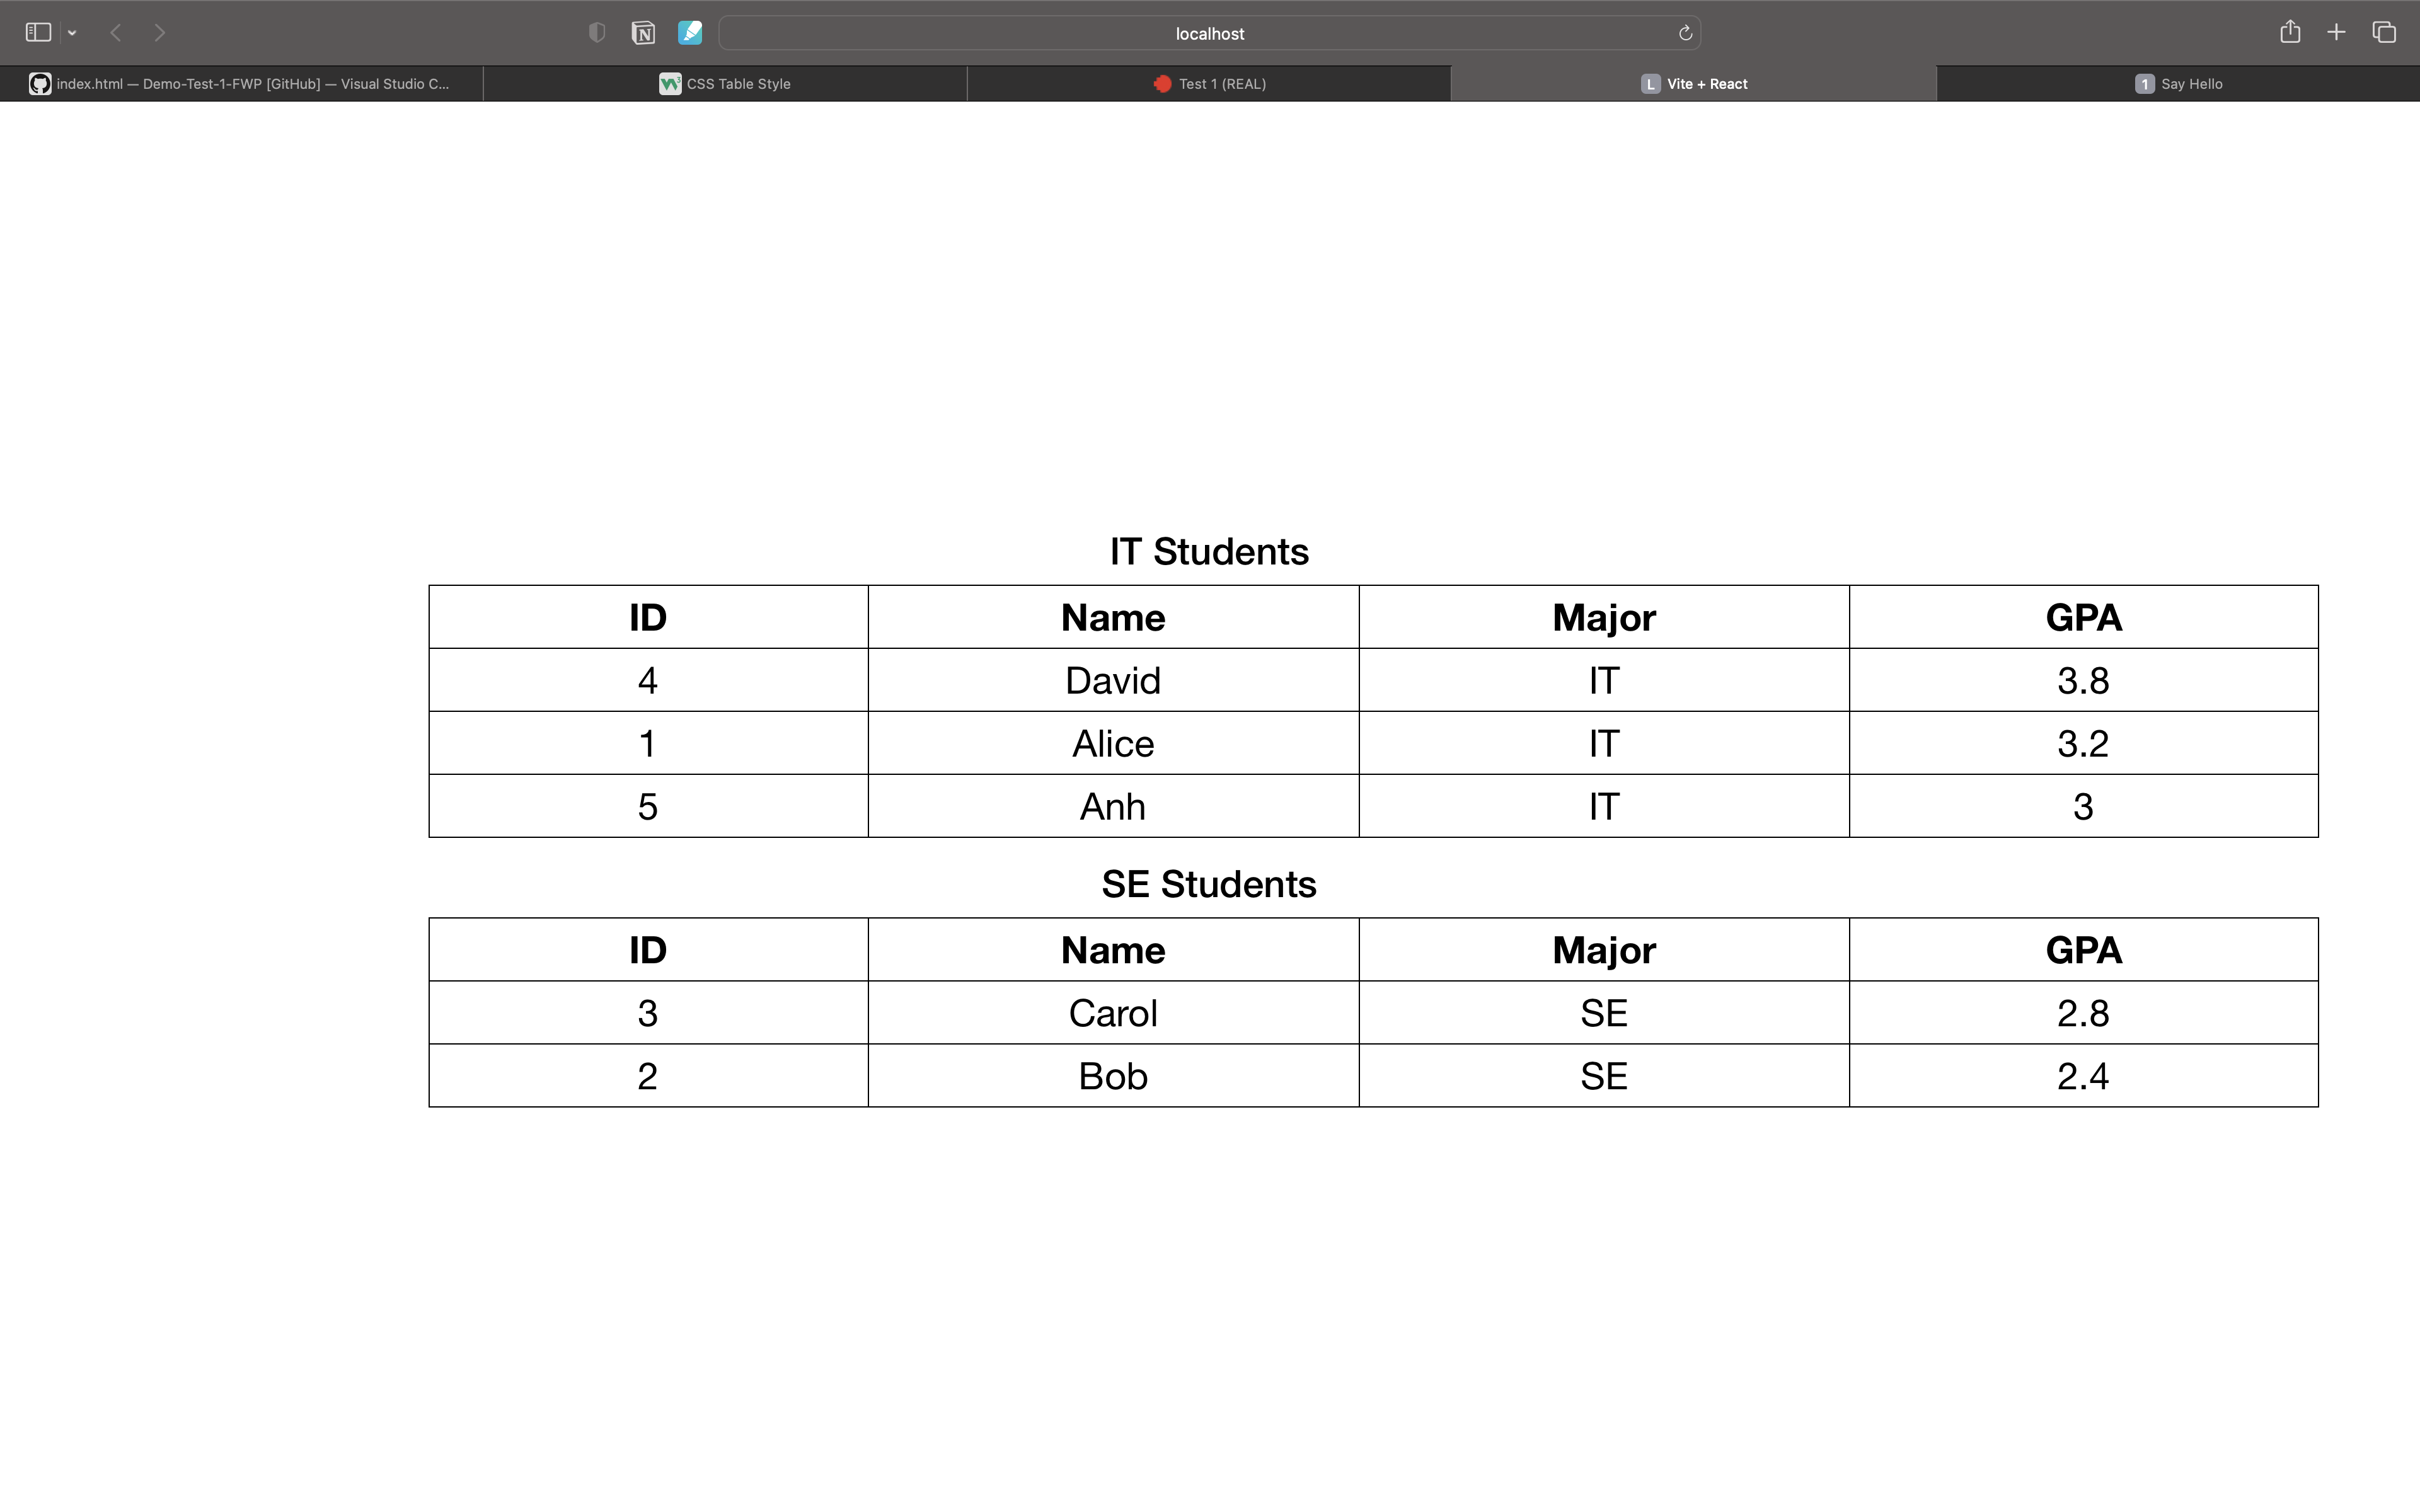 localhost
index.html — Demo-Test-1-FWP [GitHub] — Visual Studio C... CSS Table Style Test 1 (REAL) L Vite + React 1 Say Hello
IT Students
ID Name Major GPA
4 David IT 3.8
1 Alice IT 3.2
5 Anh IT 3
SE Students
ID Name Major GPA
3 Carol SE 2.8
2 Bob SE 2.4